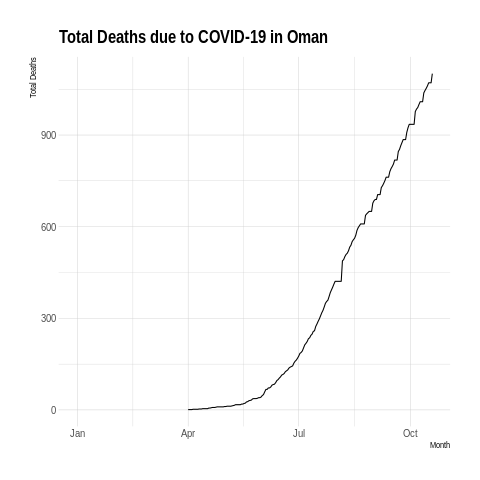 Total Deaths due to COVID-19 in Oman
Total Deaths
900
600
300
0
Jan Apr Jul Oct
Month